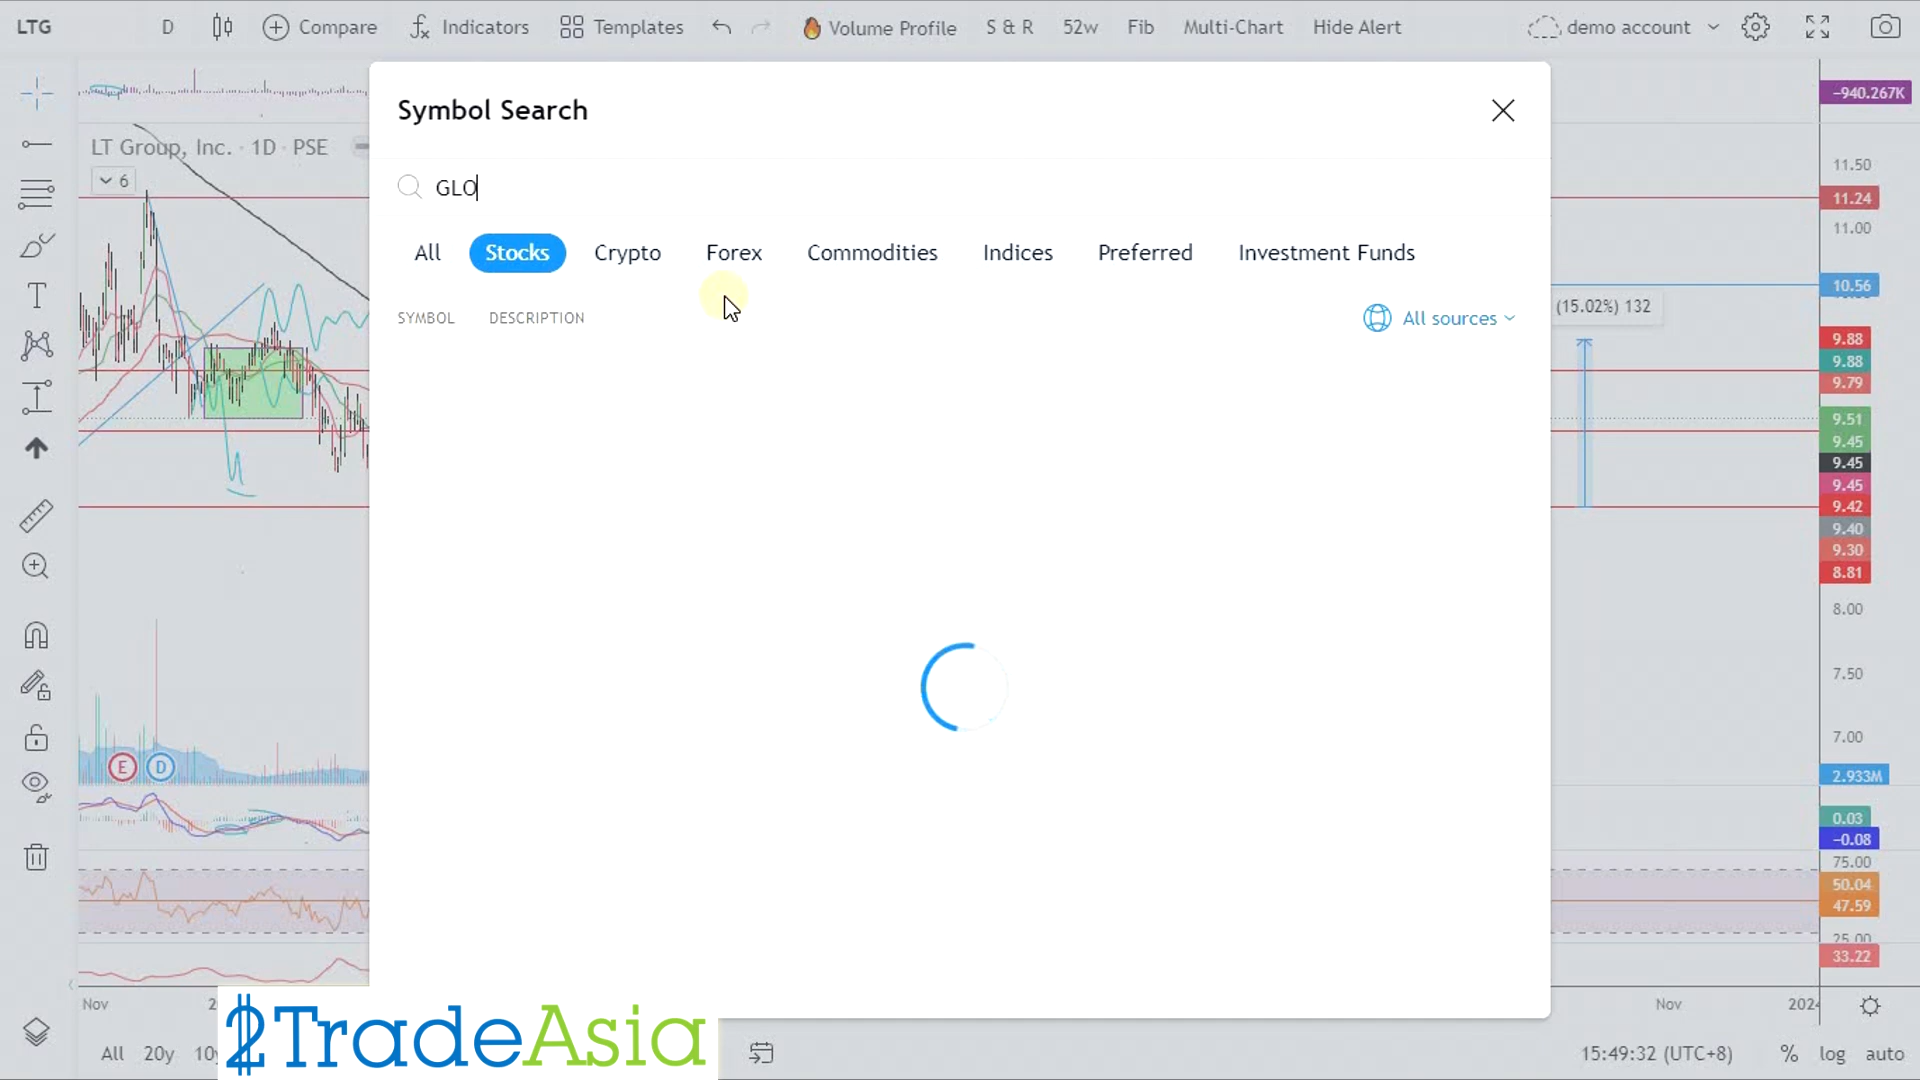 LTG D Compare Indicators Templates Volume Profile S & R 52w Fib Multi-Chart Hide Alert demo account
Symbol Search
-940.267K
LT Group, Inc. · 1D · PSE
6
GLO
All Stocks Crypto Forex Commodities Indices Preferred Investment Funds
SYMBOL DESCRIPTION All sources
(15.02%) 132
11.50
11.24
11.00
10.56
9.88
9.88
9.79
9.51
9.45
9.45
9.45
9.42
9.40
9.30
8.81
8.00
7.50
7.00
E D
2.933M
0.03
-0.08
75.00
50.04
47.59
25.00
33.22
Nov Nov
All 20y
2TradeAsia
15:49:32 (UTC+8) % log auto